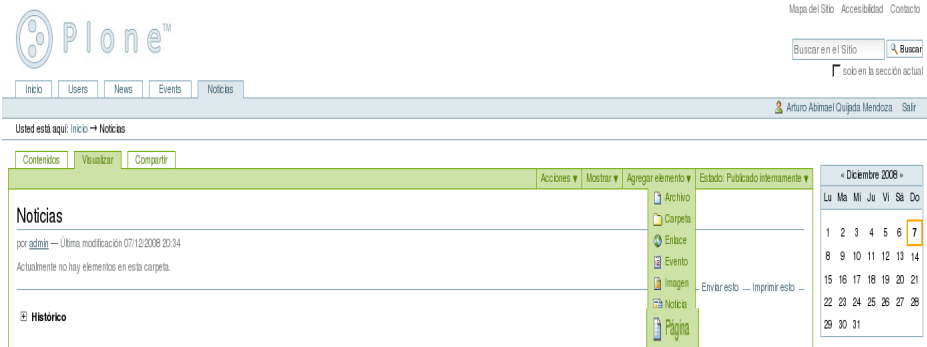 Mapa del Sitio Accesibilidad Contacto
Plone™
Buscar en el Sitio Buscar
solo en la sección actual
Inicio Users News Events Noticias
Arturo Abimael Quijada Mendoza Salir
Usted está aquí: Inicio → Noticias
Contenidos Visualizar Compartir
Acciones ▼ Mostrar ▼ Agregar elemento ▼ Estado: Publicado internamente ▼
Archivo
Carpeta
Enlace
Evento
Imagen
Noticia
Página
Noticias
por admin — Última modificación 07/12/2008 20:34
Actualmente no hay elementos en esta carpeta.
Enviar esto — Imprimir esto —
Histórico
« Diciembre 2008 »
Lu Ma Mi Ju Vi Sá Do
1 2 3 4 5 6 7
8 9 10 11 12 13 14
15 16 17 18 19 20 21
22 23 24 25 26 27 28
29 30 31